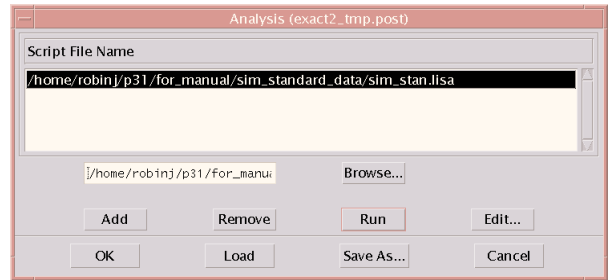 Analysis (exact2_tmp.post)
Script File Name
/home/robinj/p31/for_manual/sim_standard_data/sim_stan.lisa
/home/robinj/p31/for_manua
Browse...
Add Remove Run Edit...
OK Load Save As... Cancel